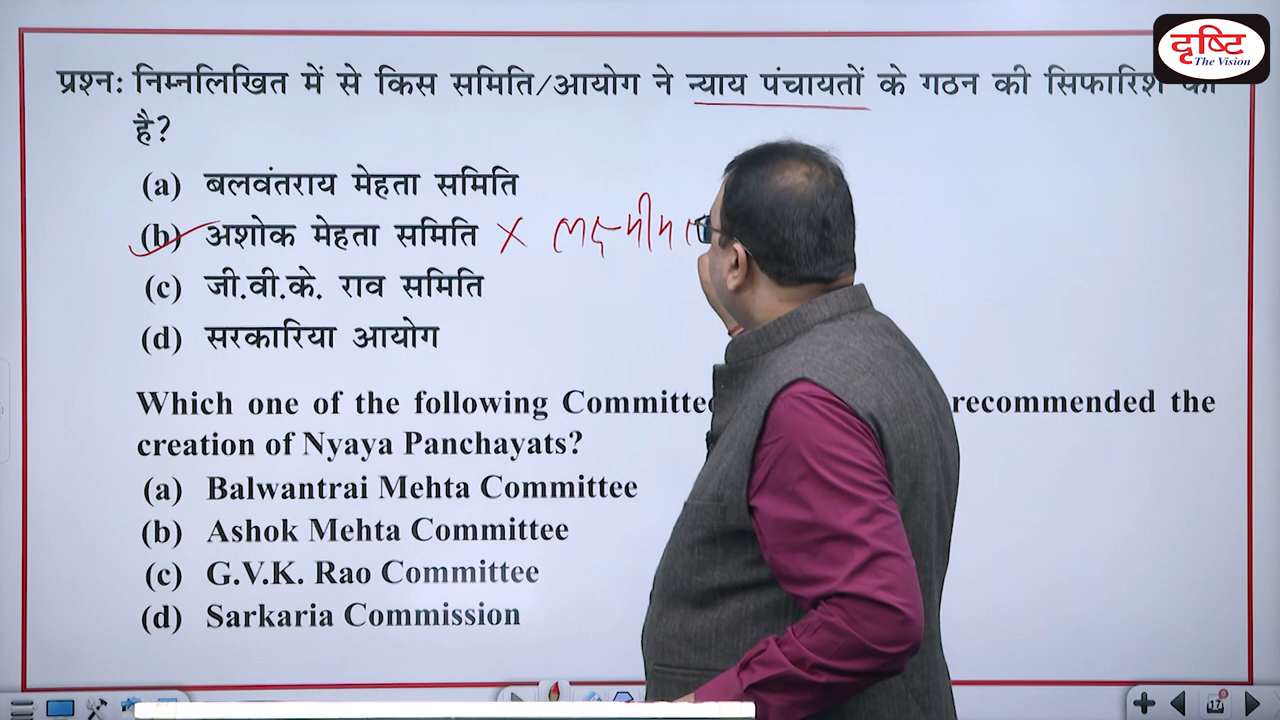 दृष्टि
The Vision
प्रश्न: निम्नलिखित में से किस समिति/आयोग ने न्याय पंचायतों के गठन की सिफारिश की
है?
(a) बलवंतराय मेहता समिति
(b) अशोक मेहता समिति × लक्ष्मीम
(c) जी.वी.के. राव समिति
(d) सरकारिया आयोग
Which one of the following recommended the
creation of Nyaya Panchayats?
(a) Balwantrai Mehta Committee
(b) Ashok Mehta Committee
(c) G.V.K. Rao Committee
(d) Sarkaria Commission
17